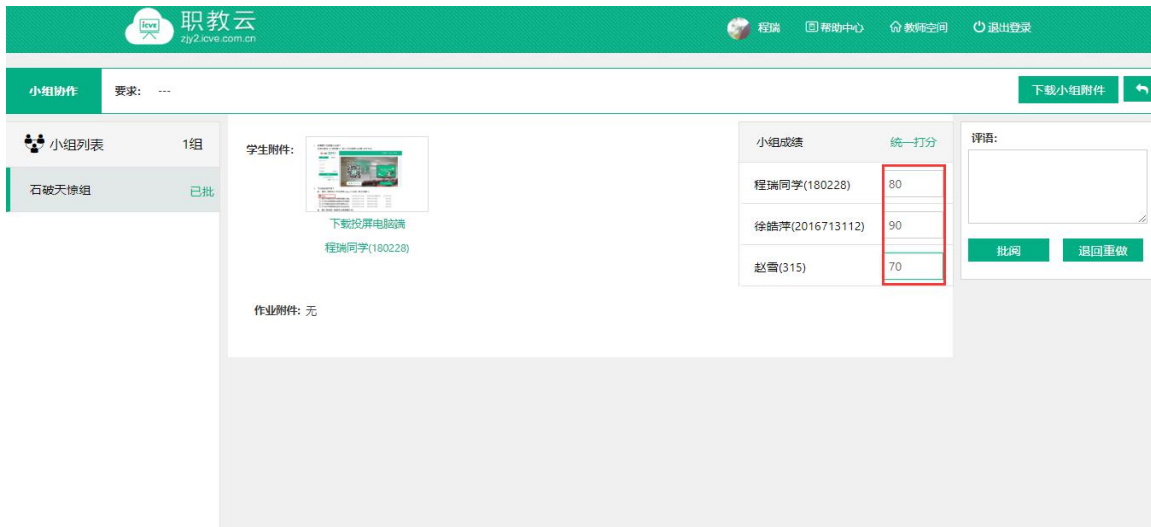 icve 职教云
zjy2.icve.com.cn
程瑞 帮助中心 教师空间 退出登录
小组协作 要求: ---
下载小组附件
小组列表 1组
石破天惊组 已批
学生附件:
下载投屏电脑端
程瑞同学(180228)
作业附件: 无
小组成绩 统一打分
程瑞同学(180228) 80
徐皓萍(2016713112) 90
赵雪(315) 70
评语:
批阅 退回重做